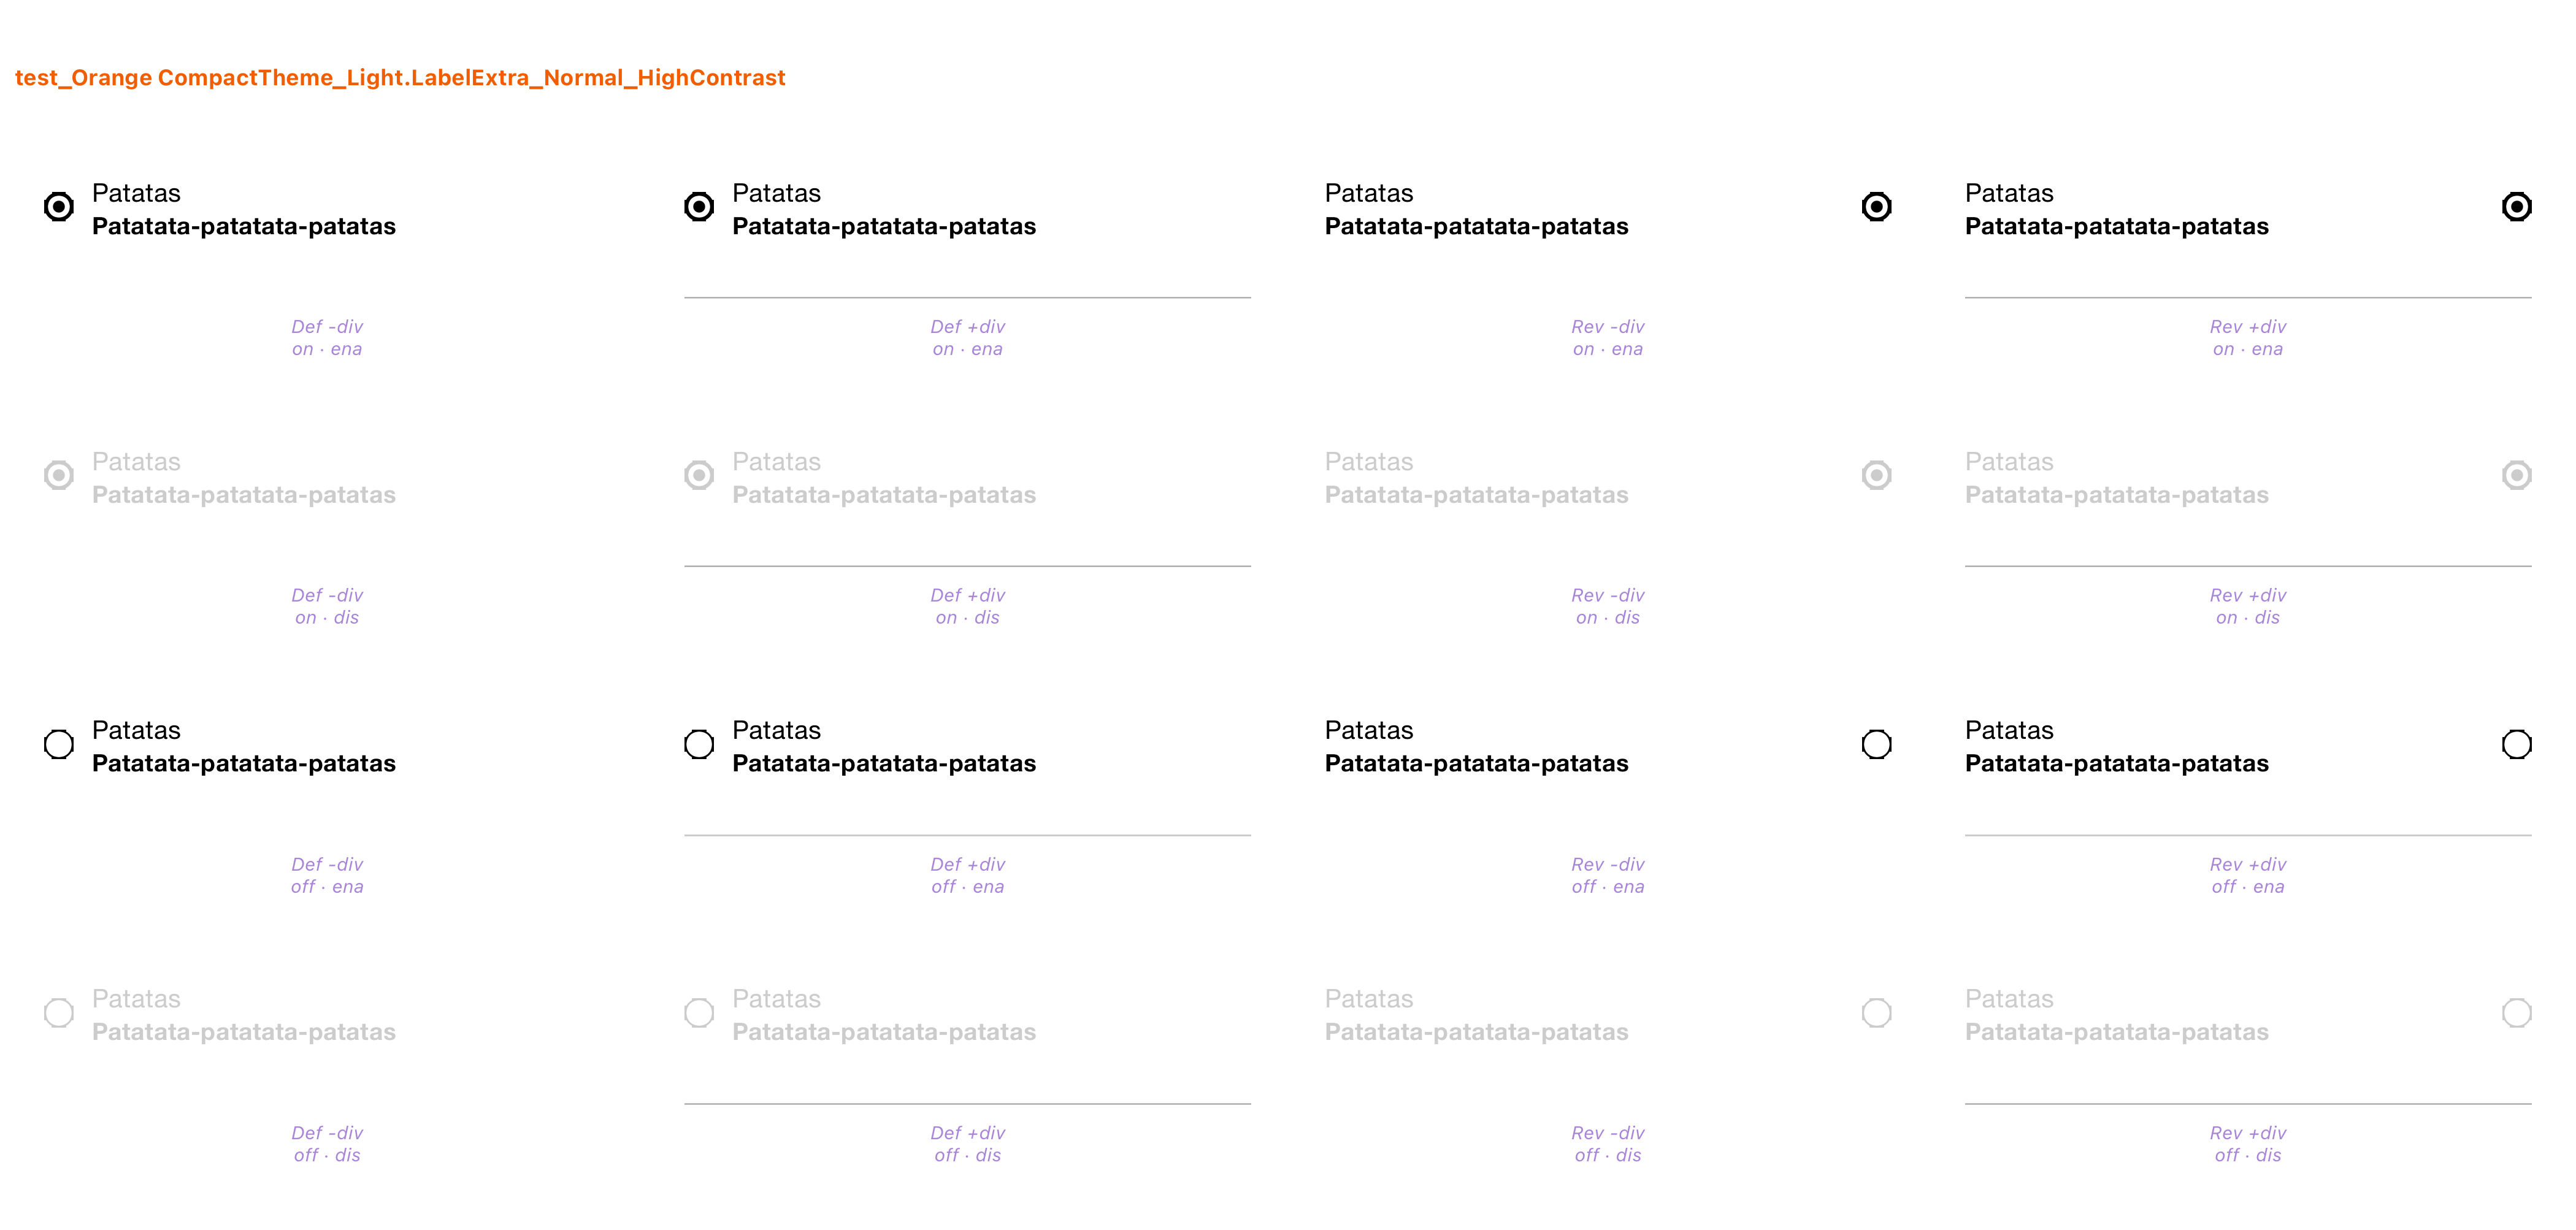 test_Orange CompactTheme_Light.LabelExtra_Normal_HighContrast
Patatas
Patatata-patatata-patatas
Def -div
on · ena
Patatas
Patatata-patatata-patatas
Def +div
on · ena
Patatas
Patatata-patatata-patatas
Rev -div
on · ena
Patatas
Patatata-patatata-patatas
Rev +div
on · ena
Patatas
Patatata-patatata-patatas
Def -div
on · dis
Patatas
Patatata-patatata-patatas
Def +div
on · dis
Patatas
Patatata-patatata-patatas
Rev -div
on · dis
Patatas
Patatata-patatata-patatas
Rev +div
on · dis
Patatas
Patatata-patatata-patatas
Def -div
off · ena
Patatas
Patatata-patatata-patatas
Def +div
off · ena
Patatas
Patatata-patatata-patatas
Rev -div
off · ena
Patatas
Patatata-patatata-patatas
Rev +div
off · ena
Patatas
Patatata-patatata-patatas
Def -div
off · dis
Patatas
Patatata-patatata-patatas
Def +div
off · dis
Patatas
Patatata-patatata-patatas
Rev -div
off · dis
Patatas
Patatata-patatata-patatas
Rev +div
off · dis